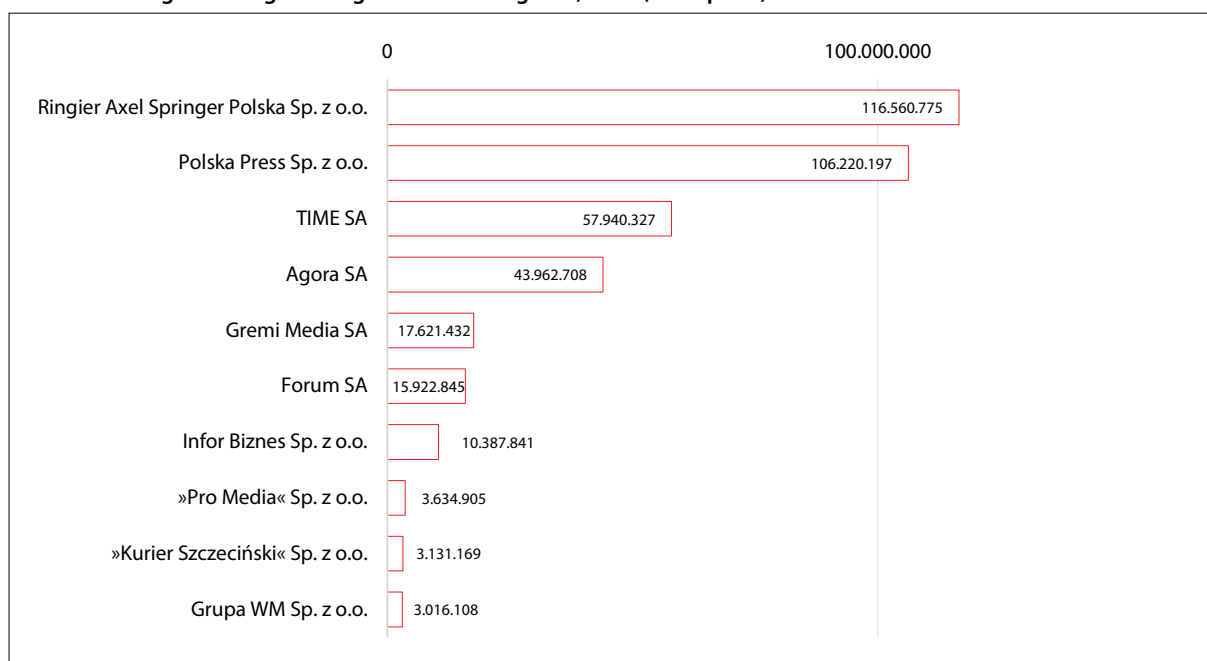 0 100.000.000
Ringier Axel Springer Polska Sp. z o.o. 116.560.775
Polska Press Sp. z o.o. 106.220.197
TIME SA 57.940.327
Agora SA 43.962.708
Gremi Media SA 17.621.432
Forum SA 15.922.845
Infor Biznes Sp. z o.o. 10.387.841
»Pro Media« Sp. z o.o. 3.634.905
»Kurier Szczeciński« Sp. z o.o. 3.131.169
Grupa WM Sp. z o.o. 3.016.108